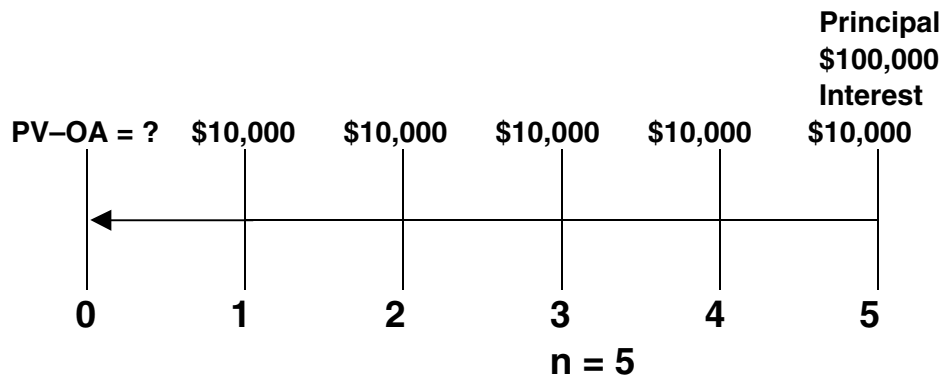 Principal
$100,000
Interest
PV–OA = ? $10,000 $10,000 $10,000 $10,000 $10,000
0 1 2 3 4 5
n = 5